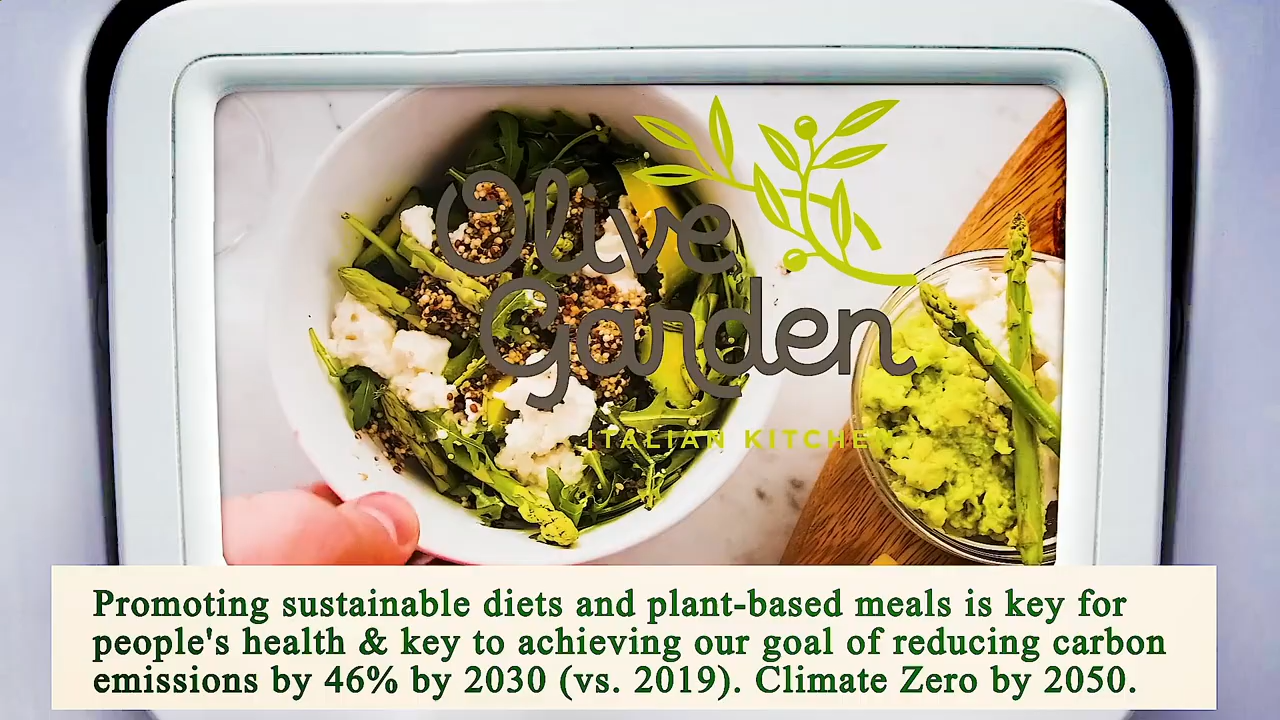 Olive
Garden
ITALIAN KITCHEN
Promoting sustainable diets and plant-based meals is key for
people's health & key to achieving our goal of reducing carbon
emissions by 46% by 2030 (vs. 2019). Climate Zero by 2050.